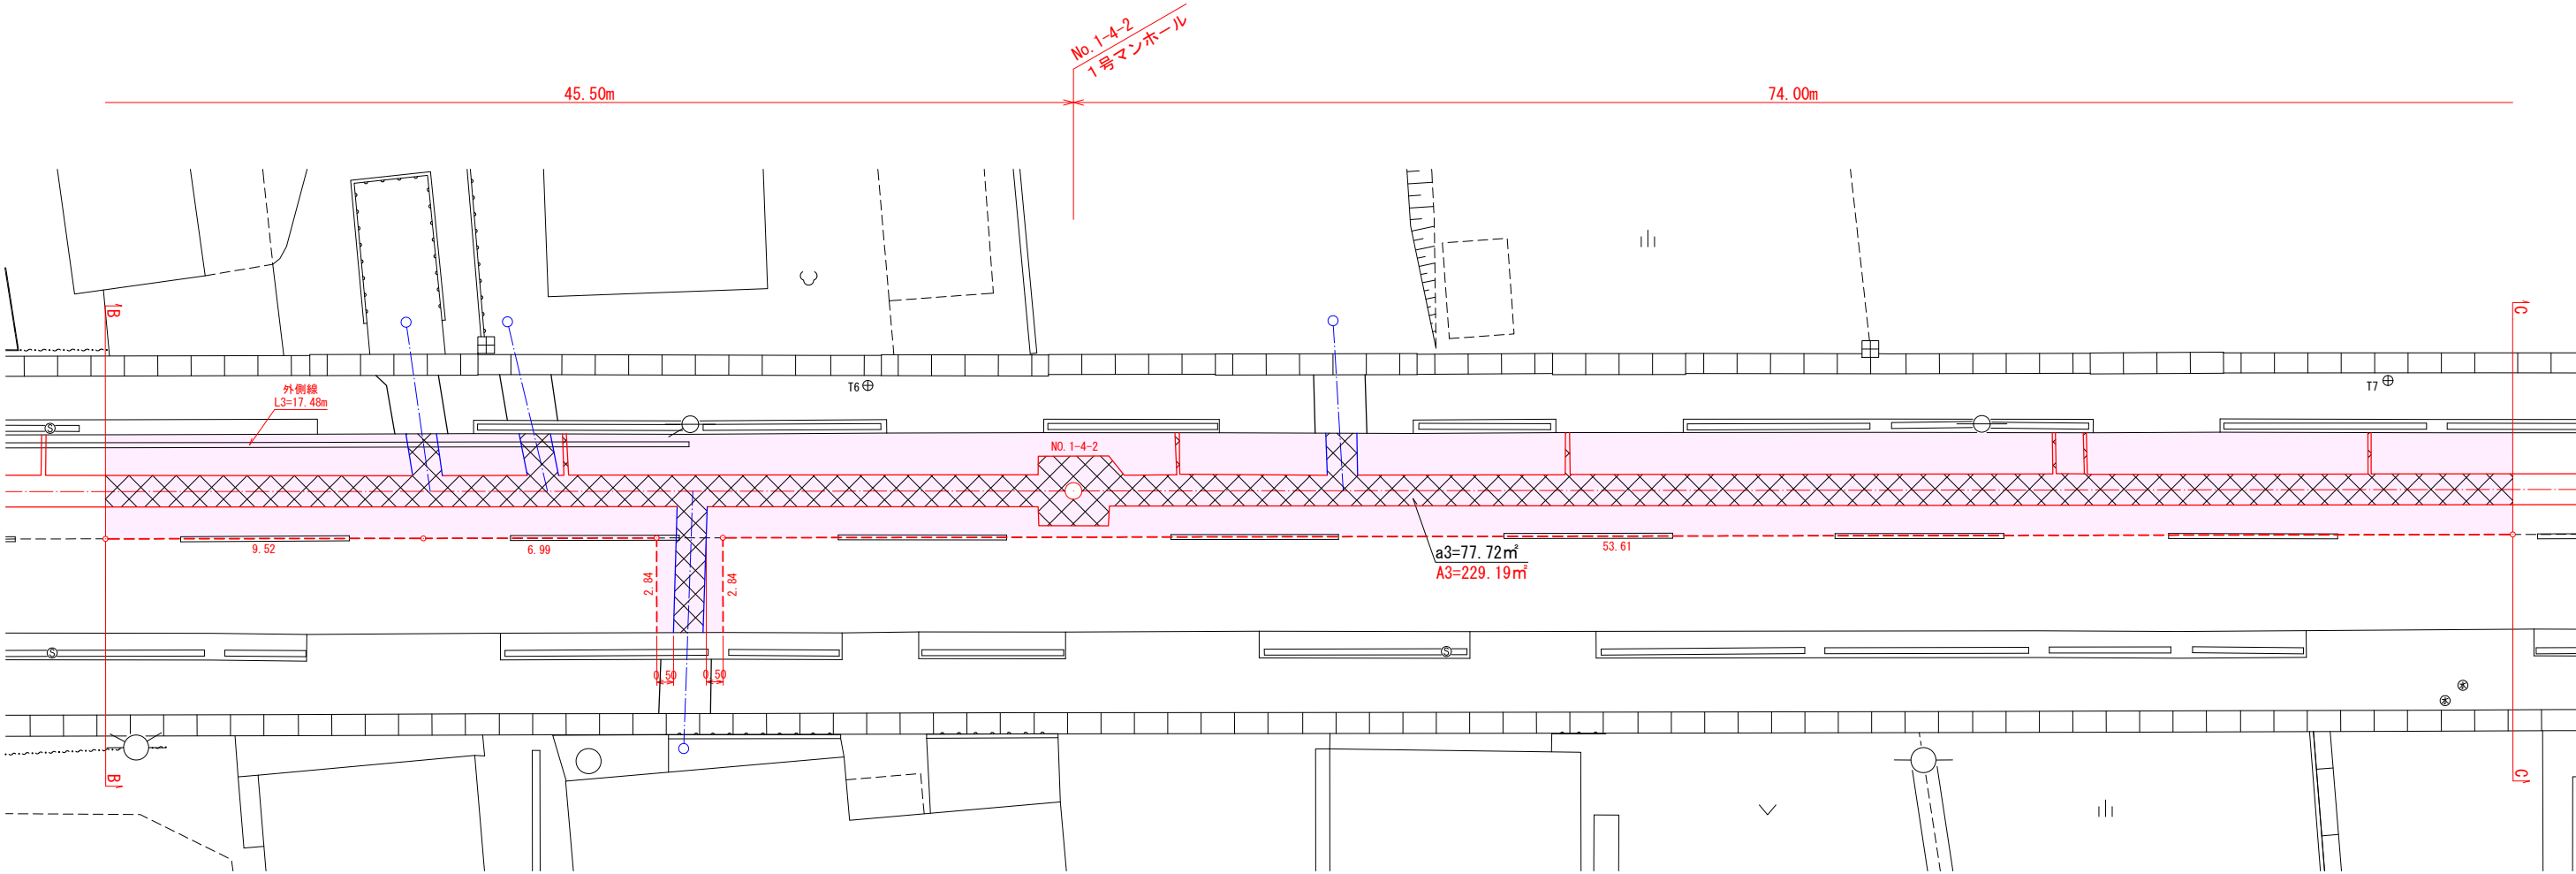 No.1-4-2
1号マンホール
45.50m
74.00m
B
C
外側線
L3=17.48m
T6
T7
S
NO.1-4-2
9.52
6.99
53.61
a3=77.72㎡
A3=229.19㎡
2.84
2.84
S
S
0.50
0.50
B'
C'